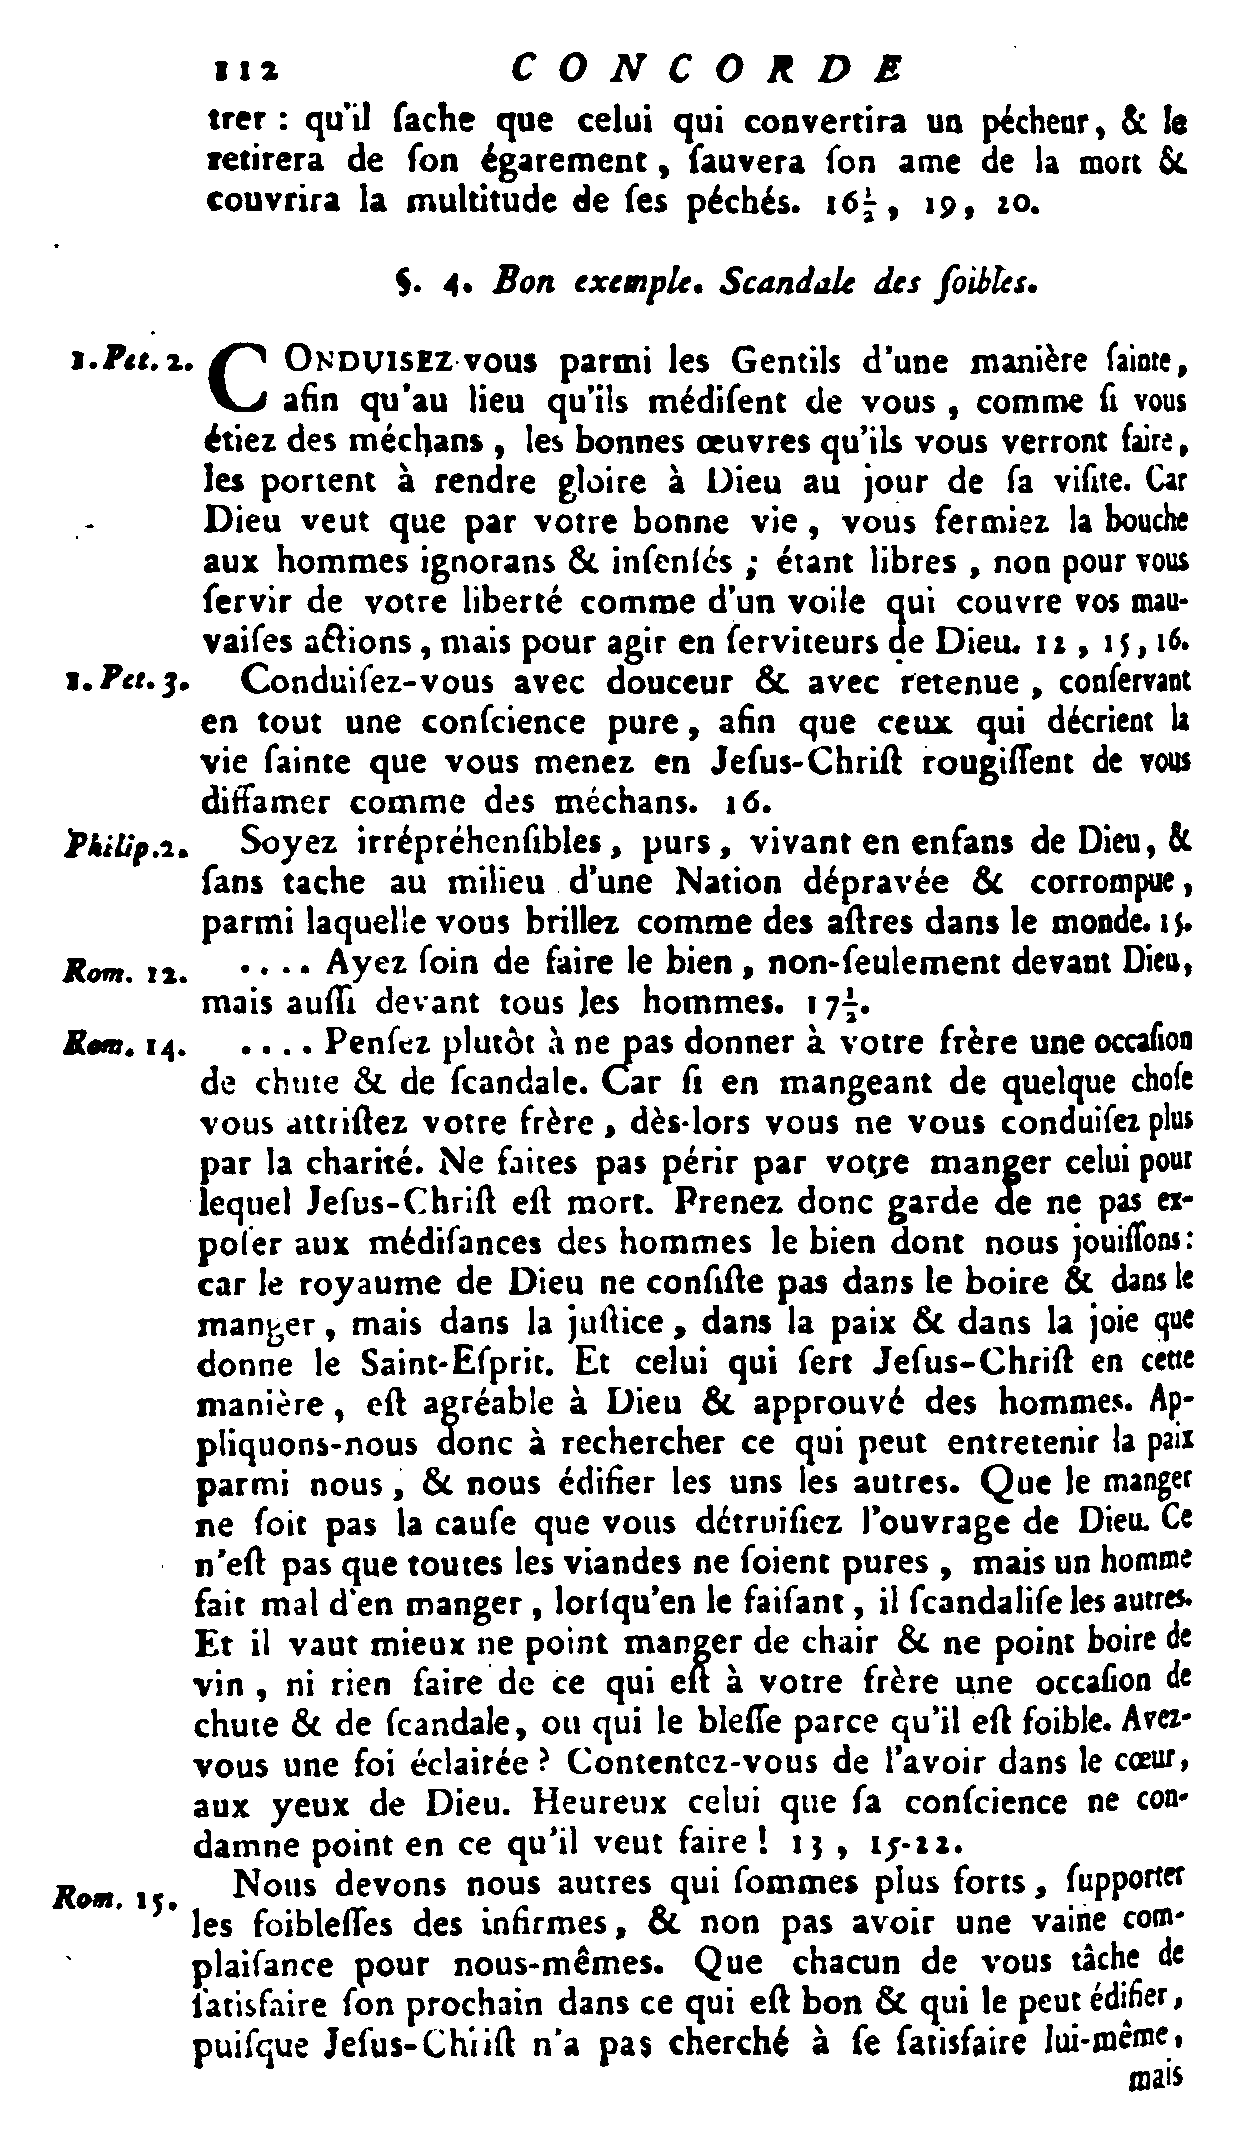 112 CONCORDE
trer : qu'il ſache que celui qui convertira un pécheur, & le
retirera de ſon égarement, ſauvera ſon ame de la mort &
couvrira la multitude de ſes péchés. 16½, 19, 20.
§. 4. Bon exemple. Scandale des foibles.
1. Pet. 2. CONDUISEZ-vous parmi les Gentils d'une manière ſainte,
afin qu'au lieu qu'ils médiſent de vous, comme ſi vous
étiez des méchans, les bonnes œuvres qu'ils vous verront faire,
les portent à rendre gloire à Dieu au jour de ſa viſite. Car
Dieu veut que par votre bonne vie, vous fermiez la bouche
aux hommes ignorans & inſenſés ; étant libres, non pour vous
ſervir de votre liberté comme d'un voile qui couvre vos mau-
vaiſes actions, mais pour agir en ſerviteurs de Dieu. 12, 15, 16.
1. Pet. 3. Conduiſez-vous avec douceur & avec retenue, conſervant
en tout une conſcience pure, afin que ceux qui décrient la
vie ſainte que vous menez en Jeſus-Chriſt rougiſſent de vous
diffamer comme des méchans. 16.
Philip. 2. Soyez irrépréhenſibles, purs, vivant en enfans de Dieu, &
ſans tache au milieu d'une Nation dépravée & corrompue,
parmi laquelle vous brillez comme des aſtres dans le monde. 15.
Rom. 12. .... Ayez ſoin de faire le bien, non-ſeulement devant Dieu,
mais auſſi devant tous les hommes. 17½.
Rom. 14. .... Penſez plutôt à ne pas donner à votre frère une occaſion
de chute & de ſcandale. Car ſi en mangeant de quelque choſe
vous attriſtez votre frère, dès-lors vous ne vous conduiſez plus
par la charité. Ne faites pas périr par votre manger celui pour
lequel Jeſus-Chriſt eſt mort. Prenez donc garde de ne pas ex-
poſer aux médiſances des hommes le bien dont nous jouiſſons :
car le royaume de Dieu ne conſiſte pas dans le boire & dans le
manger, mais dans la juſtice, dans la paix & dans la joie que
donne le Saint-Eſprit. Et celui qui ſert Jeſus-Chriſt en cette
manière, eſt agréable à Dieu & approuvé des hommes. Ap-
pliquons-nous donc à rechercher ce qui peut entretenir la paix
parmi nous, & nous édifier les uns les autres. Que le manger
ne ſoit pas la cauſe que vous détruiſiez l'ouvrage de Dieu. Ce
n'eſt pas que toutes les viandes ne ſoient pures, mais un homme
fait mal d'en manger, lorſqu'en le faiſant, il ſcandaliſe les autres.
Et il vaut mieux ne point manger de chair & ne point boire de
vin, ni rien faire de ce qui eſt à votre frère une occaſion de
chute & de ſcandale, ou qui le bleſſe parce qu'il eſt foible. Avez-
vous une foi éclairée ? Contentez-vous de l'avoir dans le cœur,
aux yeux de Dieu. Heureux celui que ſa conſcience ne con-
damne point en ce qu'il veut faire ! 13, 15-22.
Rom. 15. Nous devons nous autres qui ſommes plus forts, ſupporter
les foibleſſes des infirmes, & non pas avoir une vaine com-
plaiſance pour nous-mêmes. Que chacun de vous tâche de
ſatisfaire ſon prochain dans ce qui eſt bon & qui le peut édifier,
puiſque Jeſus-Chriſt n'a pas cherché à ſe ſatisfaire lui-même,
mais